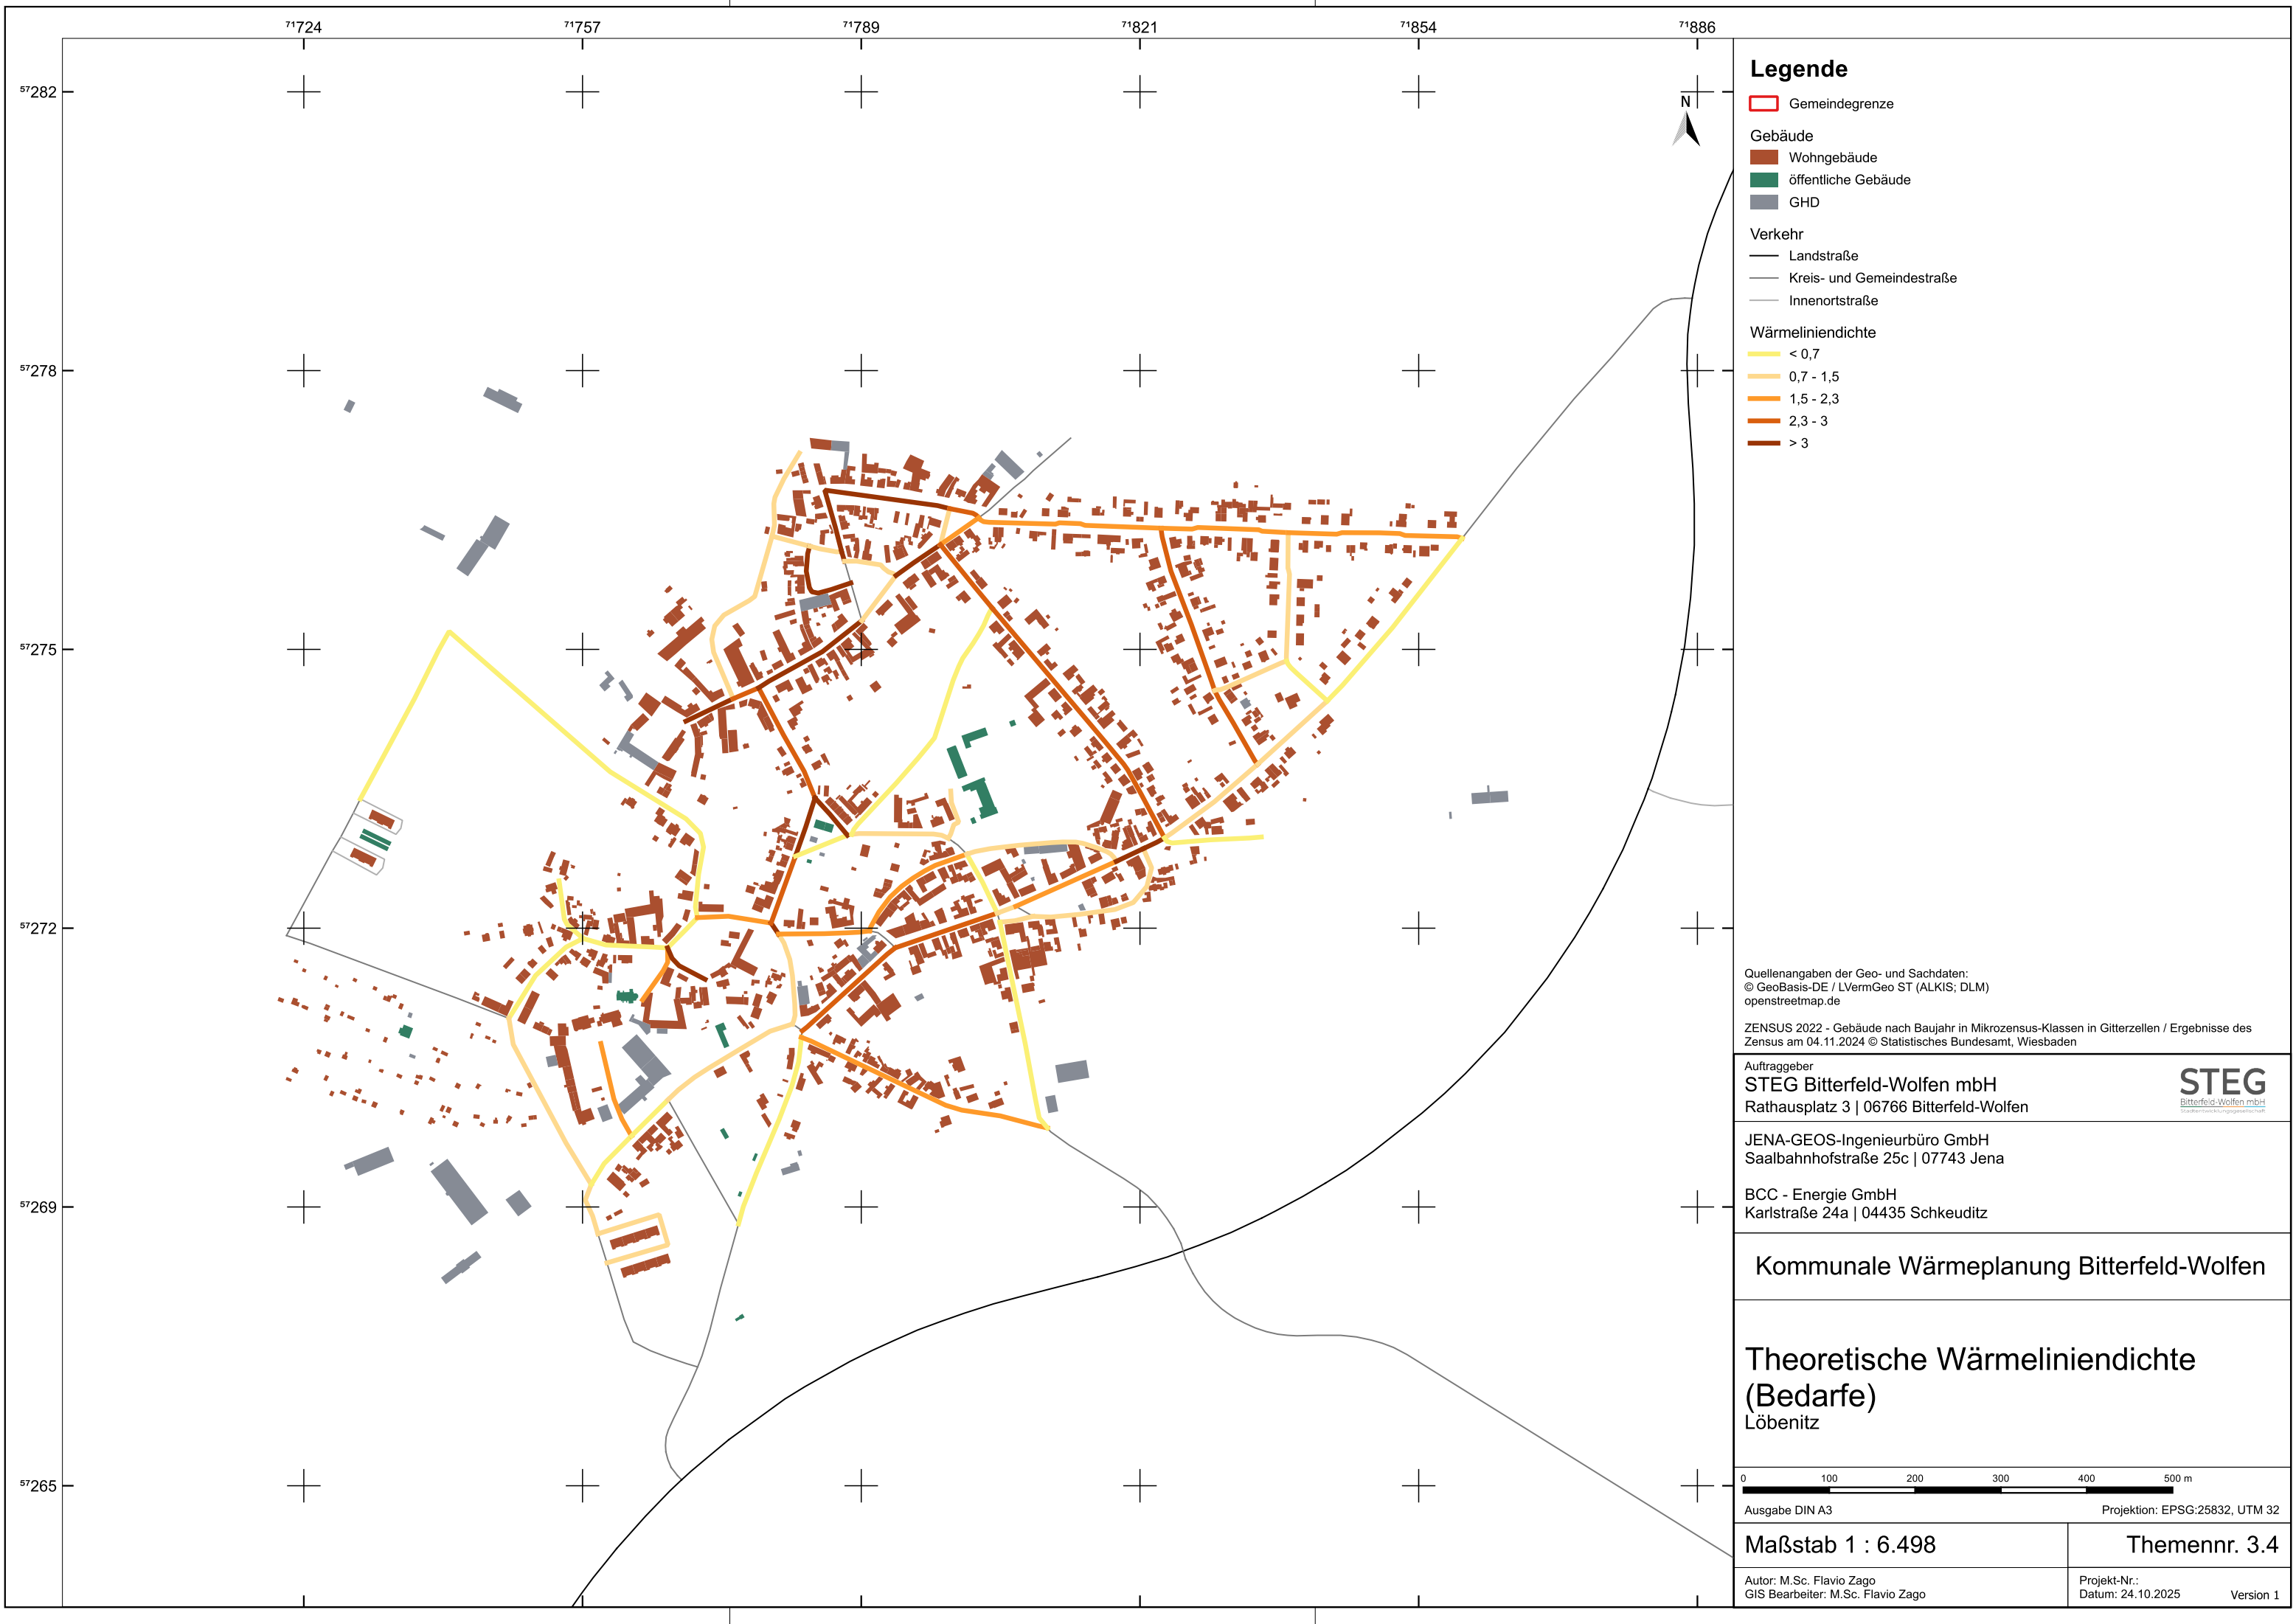 ⁷¹724 ⁷¹757 ⁷¹789 ⁷¹821 ⁷¹854 ⁷¹886
⁵⁷282
⁵⁷278
⁵⁷275
⁵⁷272
⁵⁷269
⁵⁷265
N
Legende
Gemeindegrenze
Gebäude
Wohngebäude
öffentliche Gebäude
GHD
Verkehr
Landstraße
Kreis- und Gemeindestraße
Innenortstraße
Wärmeliniendichte
< 0,7
0,7 - 1,5
1,5 - 2,3
2,3 - 3
> 3
Quellenangaben der Geo- und Sachdaten:
© GeoBasis-DE / LVermGeo ST (ALKIS; DLM)
openstreetmap.de
ZENSUS 2022 - Gebäude nach Baujahr in Mikrozensus-Klassen in Gitterzellen / Ergebnisse des
Zensus am 04.11.2024 © Statistisches Bundesamt, Wiesbaden
Auftraggeber
STEG Bitterfeld-Wolfen mbH
Rathausplatz 3 | 06766 Bitterfeld-Wolfen
STEG
Bitterfeld-Wolfen mbH
Stadtentwicklungsgesellschaft
JENA-GEOS-Ingenieurbüro GmbH
Saalbahnhofstraße 25c | 07743 Jena
BCC - Energie GmbH
Karlstraße 24a | 04435 Schkeuditz
Kommunale Wärmeplanung Bitterfeld-Wolfen
Theoretische Wärmeliniendichte
(Bedarfe)
Löbenitz
0 100 200 300 400 500 m
Ausgabe DIN A3 Projektion: EPSG:25832, UTM 32
Maßstab 1 : 6.498 Themennr. 3.4
Autor: M.Sc. Flavio Zago
GIS Bearbeiter: M.Sc. Flavio Zago
Projekt-Nr.:
Datum: 24.10.2025 Version 1